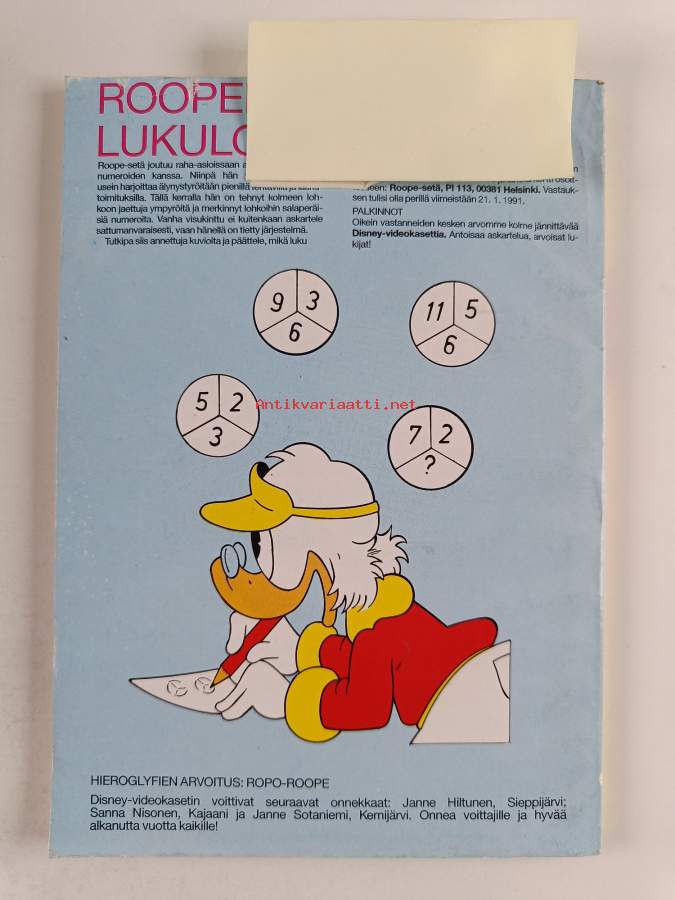 ROOPE
LUKULO
Roope-setä joutuu raha-asioissaan
numeroiden kanssa. Niinpä hän
usein harjoittaa älynystyröitään pienillä
toimituksilla. Tällä kerralla hän on tehnyt kolmeen loh-
koon jaettuja ympyröitä ja merkinnyt lohkoihin salaperäi-
siä numeroita. Vanha visukinttu ei kuitenkaan askartele
sattumanvaraisesti, vaan hänellä on tietty järjestelmä.
Tutkipa siis annettuja kuvioita ja päättele, mikä luku
Roope-setä, Pl 113, 00381 Helsinki. Vastauk-
sen tulisi olla perillä viimeistään 21. 1. 1991.
PALKINNOT
Oikein vastanneiden kesken arvomme kolme jännittävää
Disney-videokasettia. Antoisaa askartelua, arvoisat lu-
kijat!
9 3
6
11 5
6
5 2
3
7 2
?
Antikvariaatti.net
HIEROGLYFIEN ARVOITUS: ROPO-ROOPE
Disney-videokasetin voittivat seuraavat onnekkaat: Janne Hiltunen, Sieppijärvi;
Sanna Nisonen, Kajaani ja Janne Sotaniemi, Kemijärvi. Onnea voittajille ja hyvää
alkanutta vuotta kaikille!